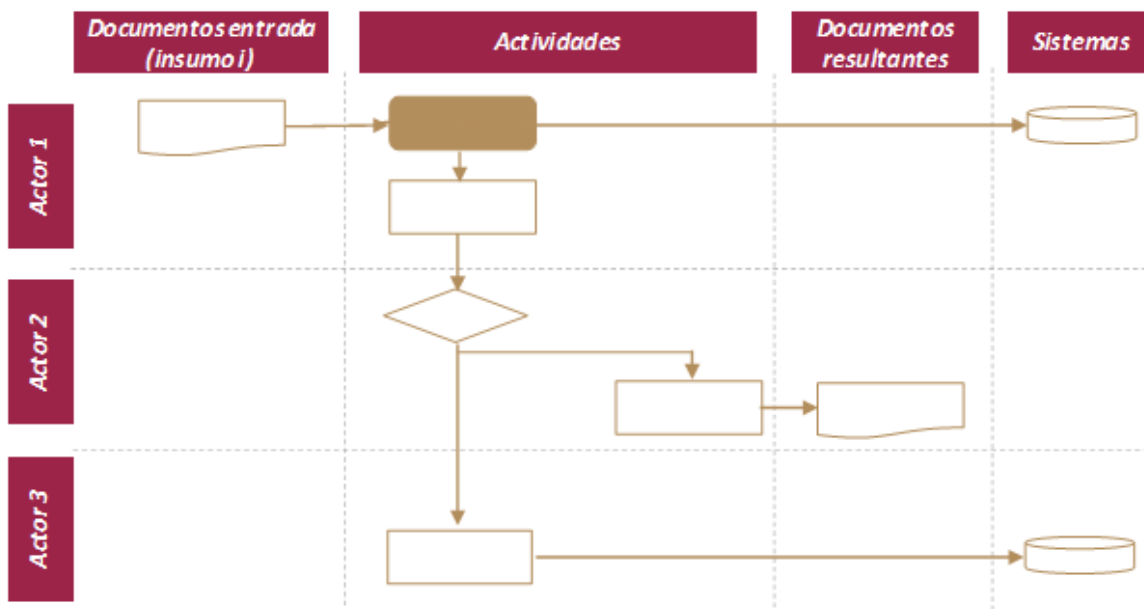 Documentos entrada
(insumo i)
Actividades
Documentos
resultantes
Sistemas
Actor 1
Actor 2
Actor 3